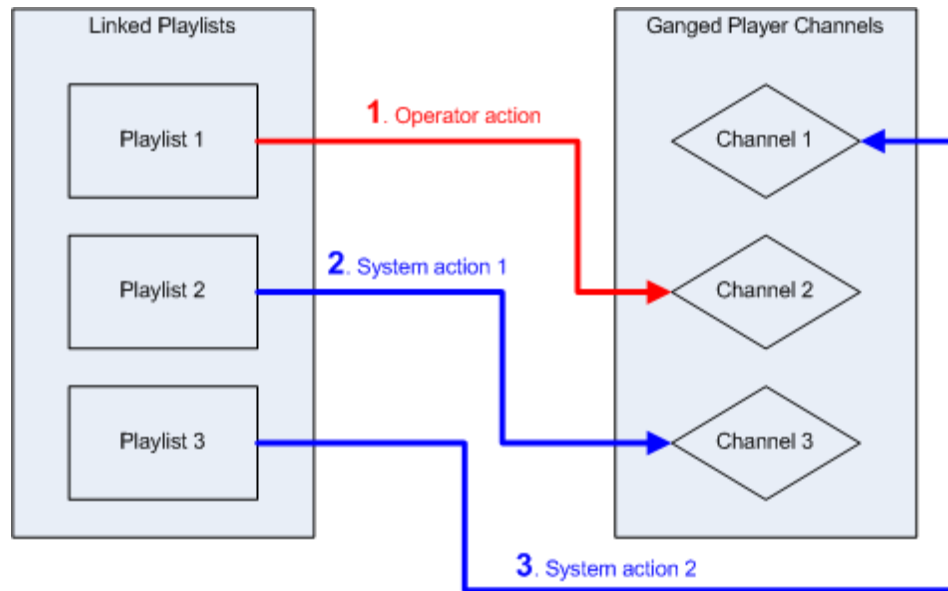 Linked Playlists
Ganged Player Channels
Playlist 1
1. Operator action
Channel 1
Playlist 2
2. System action 1
Channel 2
Playlist 3
Channel 3
3. System action 2